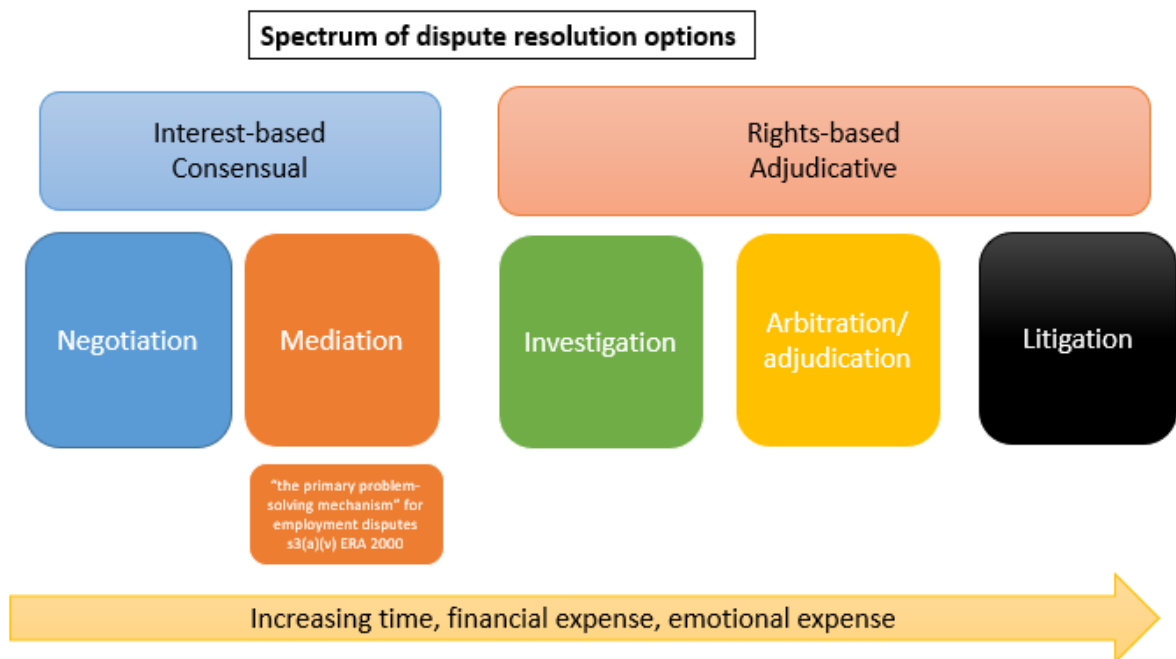 Spectrum of dispute resolution options
Interest-based
Consensual
Rights-based
Adjudicative
Negotiation
Mediation
Investigation
Arbitration/
adjudication
Litigation
“the primary problem-
solving mechanism” for
employment disputes
s3(a)(v) ERA 2000
Increasing time, financial expense, emotional expense